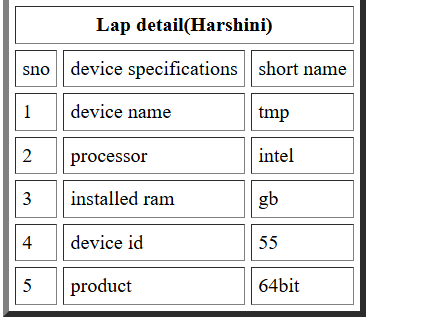 Lap detail(Harshini)
sno device specifications short name
1 device name tmp
2 processor intel
3 installed ram gb
4 device id 55
5 product 64bit